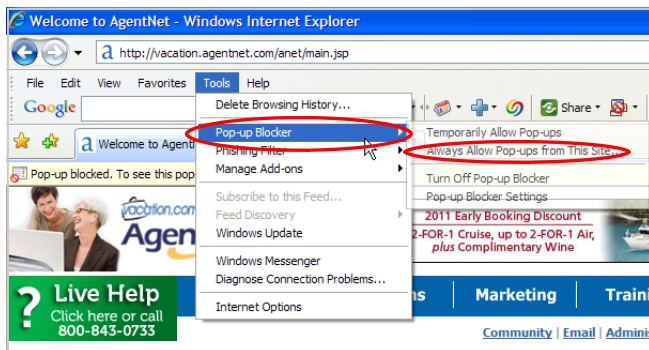 Welcome to AgentNet - Windows Internet Explorer
http://vacation.agentnet.com/anet/main.jsp
File Edit View Favorites Tools Help
Google
Share
Welcome to Agent
Pop-up blocked. To see this pop
Delete Browsing History...
Pop-up Blocker
Phishing Filter
Manage Add-ons
Subscribe to this Feed...
Feed Discovery
Windows Update
Windows Messenger
Diagnose Connection Problems...
Internet Options
Temporarily Allow Pop-ups
Always Allow Pop-ups from This Site...
Turn Off Pop-up Blocker
Pop-up Blocker Settings
vacation.com
Agen
2011 Early Booking Discount
2-FOR-1 Cruise, up to 2-FOR-1 Air,
plus Complimentary Wine
? Live Help
Click here or call
800-843-0733
ns Marketing Traini
Community | Email | Adminis